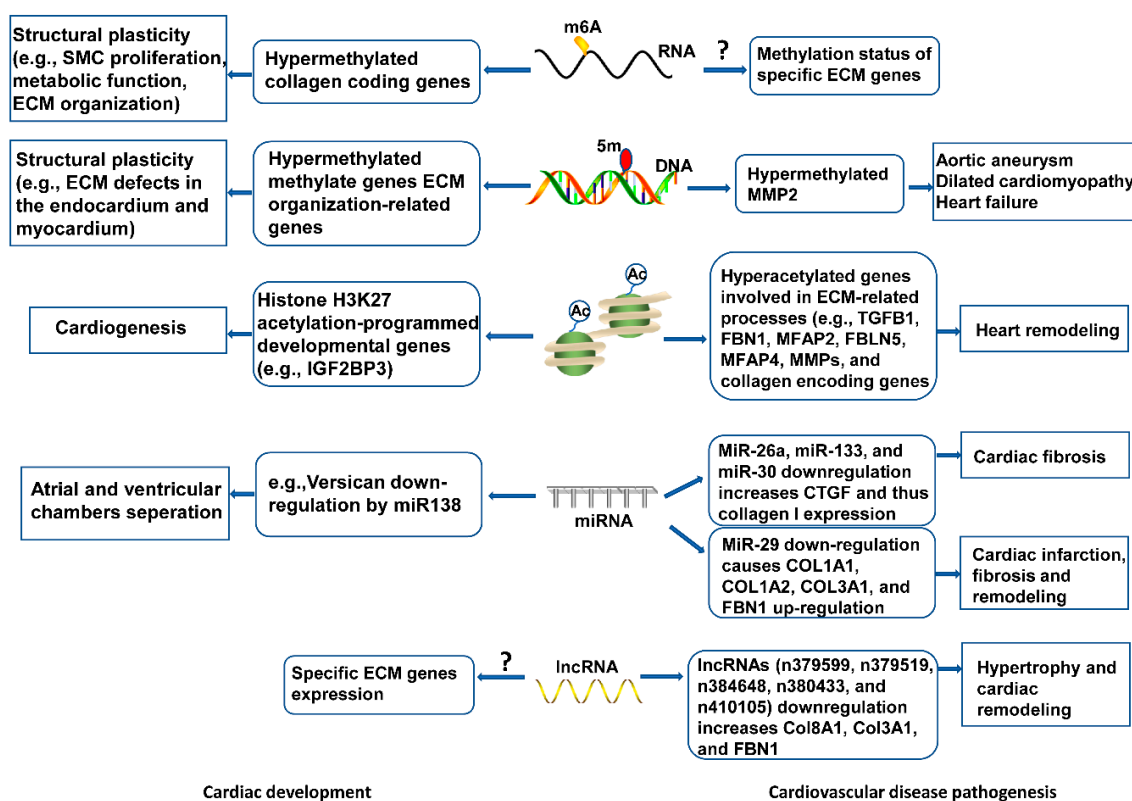 Structural plasticity
(e.g., SMC proliferation,
metabolic function,
ECM organization)
Hypermethylated
collagen coding genes
m6A
RNA
?
Methylation status of
specific ECM genes
Structural plasticity
(e.g., ECM defects in
the endocardium and
myocardium)
Hypermethylated
methylate genes ECM
organization-related
genes
5m
DNA
Hypermethylated
MMP2
Aortic aneurysm
Dilated cardiomyopathy
Heart failure
Cardiogenesis
Histone H3K27
acetylation-programmed
developmental genes
(e.g., IGF2BP3)
Ac
Ac
Hyperacetylated genes
involved in ECM-related
processes (e.g., TGFB1,
FBN1, MFAP2, FBLN5,
MFAP4, MMPs, and
collagen encoding genes
Heart remodeling
Atrial and ventricular
chambers seperation
e.g.,Versican down-
regulation by miR138
miRNA
MiR-26a, miR-133, and
miR-30 downregulation
increases CTGF and thus
collagen I expression
Cardiac fibrosis
MiR-29 down-regulation
causes COL1A1,
COL1A2, COL3A1, and
FBN1 up-regulation
Cardiac infarction,
fibrosis and
remodeling
Specific ECM genes
expression
?
lncRNA
lncRNAs (n379599, n379519,
n384648, n380433, and
n410105) downregulation
increases Col8A1, Col3A1,
and FBN1
Hypertrophy and
cardiac
remodeling
Cardiac development
Cardiovascular disease pathogenesis